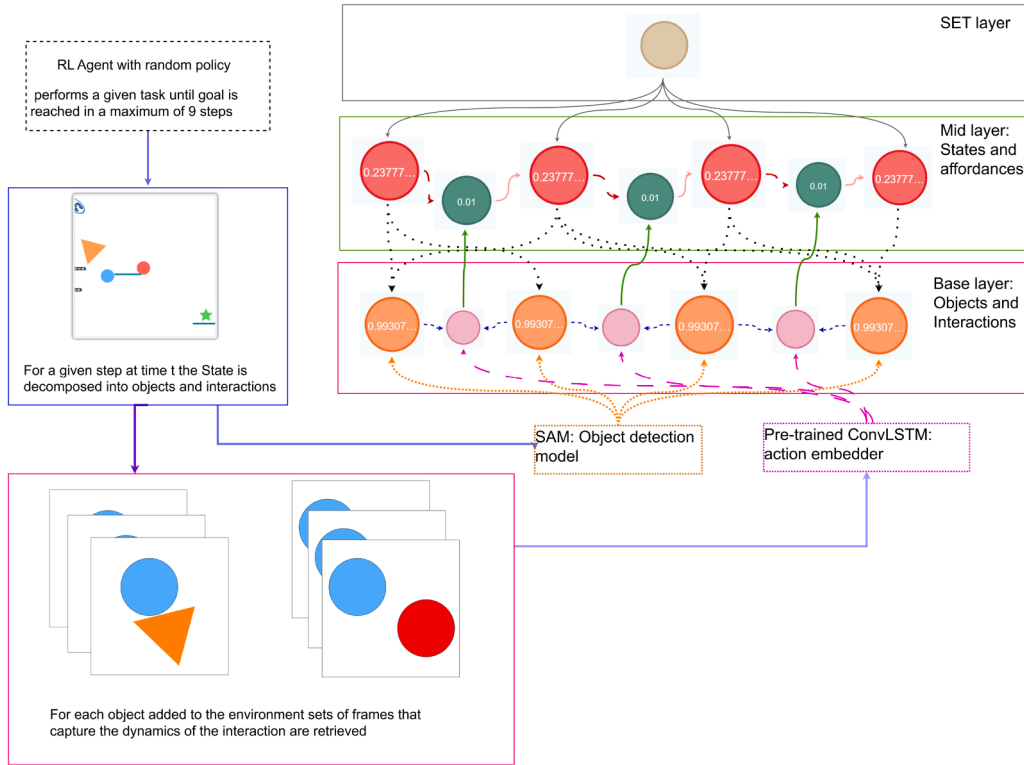 SET layer
RL Agent with random policy
performs a given task until goal is
reached in a maximum of 9 steps
Mid layer:
States and
affordances
0.23777...
0.01
0.23777...
0.01
0.23777...
0.01
0.23777...
Base layer:
Objects and
Interactions
0.99307...
0.99307...
0.99307...
0.99307...
For a given step at time t the State is
decomposed into objects and interactions
SAM: Object detection
model
Pre-trained ConvLSTM:
action embedder
For each object added to the environment sets of frames that
capture the dynamics of the interaction are retrieved